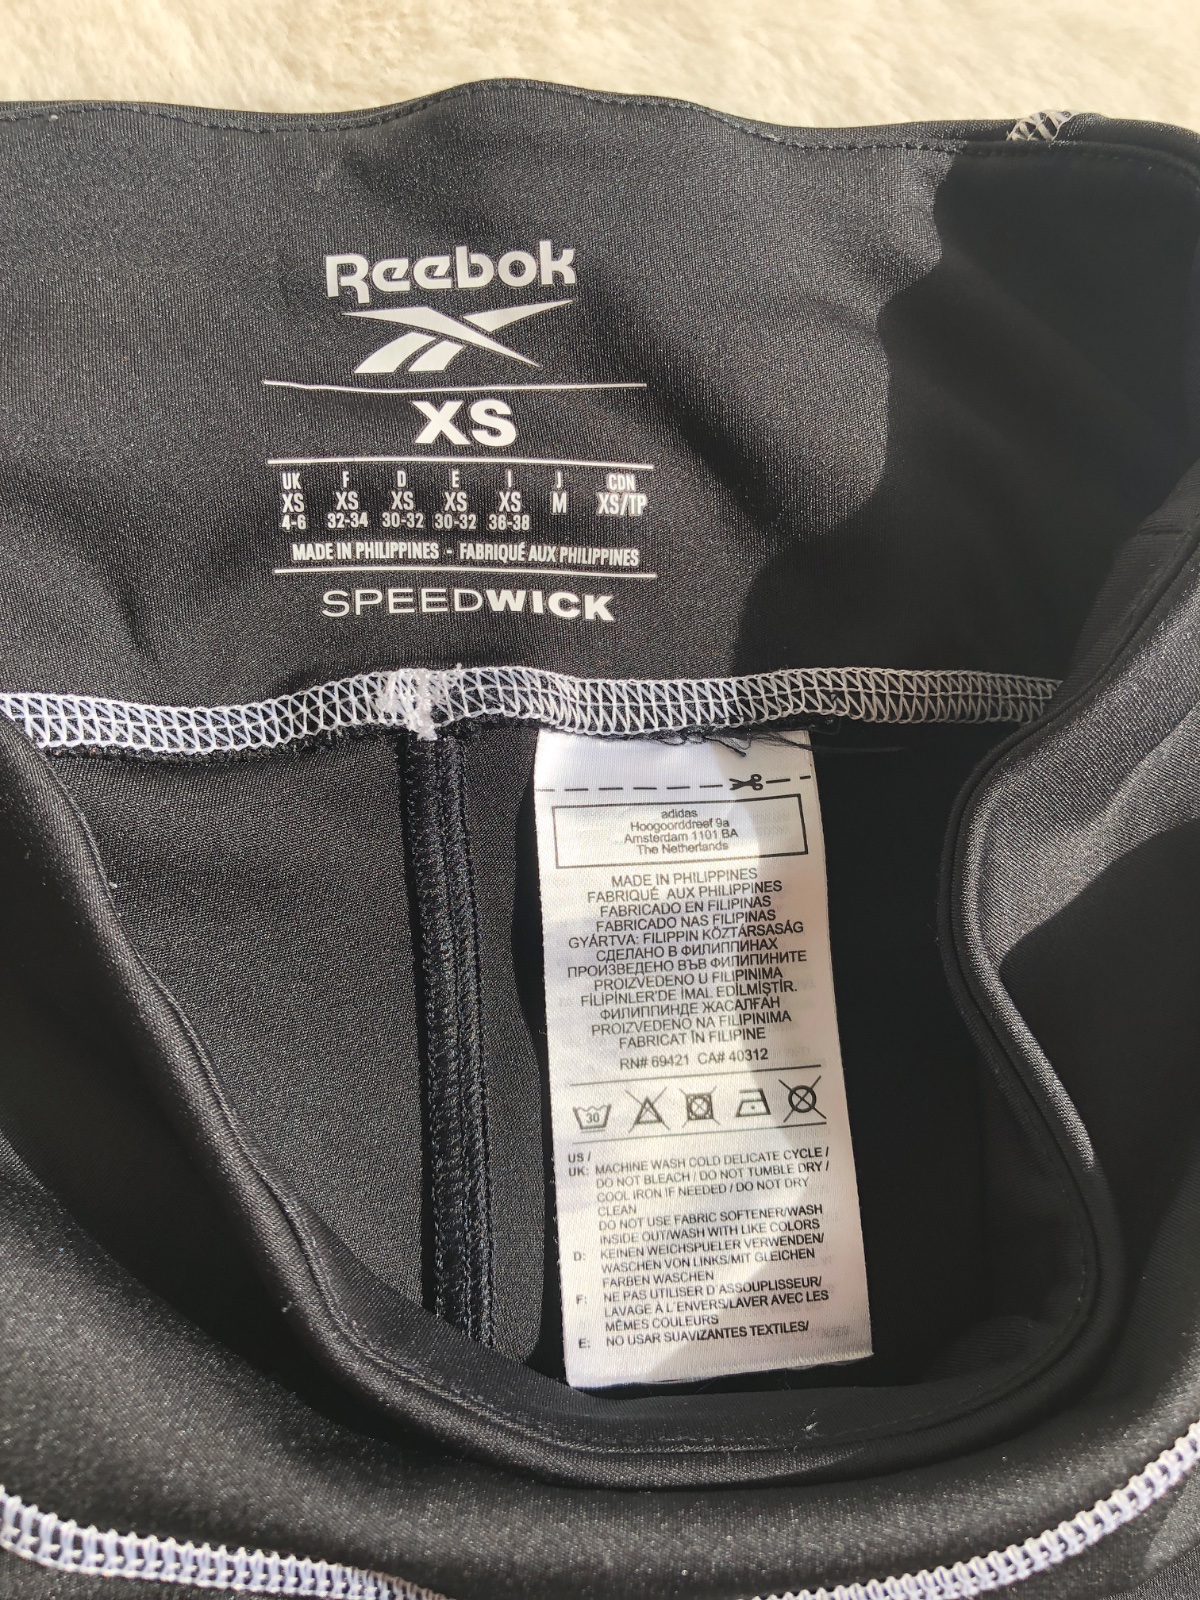 Reebok
XS
UK F D E I J CDN
XS XS XS XS XS M XS/TP
4-6 32-34 30-32 30-32 36-38
MADE IN PHILIPPINES - FABRIQUÉ AUX PHILIPPINES
SPEEDWICK
adidas
Hoogoorddreef 9a
Amsterdam 1101 BA
The Netherlands
MADE IN PHILIPPINES
FABRIQUÉ AUX PHILIPPINES
FABRICADO EN FILIPINAS
FABRICADO NAS FILIPINAS
GYÁRTVA: FILIPPIN KÖZTÁRSASÁG
СДЕЛАНО В ФИЛИППИНАХ
ПРОИЗВЕДЕНО ВЪВ ФИЛИПИНИТЕ
PROIZVEDENO U FILIPINIMA
FİLİPİNLER'DE İMAL EDİLMİŞTİR.
ФИЛИППИНДЕ ЖАСАЛҒАН
PROIZVEDENO NA FILIPINIMA
FABRICAT ÎN FILIPINE
RN# 69421 CA# 40312
30
US /
UK: MACHINE WASH COLD DELICATE CYCLE /
DO NOT BLEACH / DO NOT TUMBLE DRY /
COOL IRON IF NEEDED / DO NOT DRY
CLEAN
DO NOT USE FABRIC SOFTENER/WASH
INSIDE OUT/WASH WITH LIKE COLORS
D: KEINEN WEICHSPUELER VERWENDEN/
WASCHEN VON LINKS/MIT GLEICHEN
FARBEN WASCHEN
F: NE PAS UTILISER D'ASSOUPLISSEUR/
LAVAGE À L'ENVERS/LAVER AVEC LES
MÊMES COULEURS
E: NO USAR SUAVIZANTES TEXTILES/